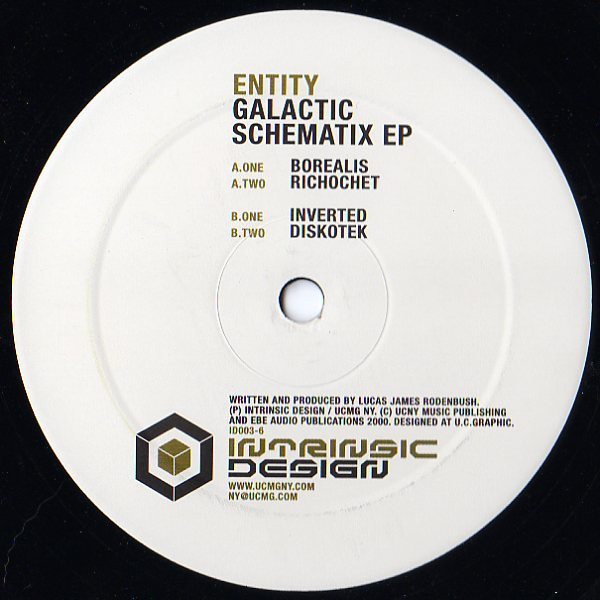 ENTITY
GALACTIC
SCHEMATIX EP
A.ONE BOREALIS
A.TWO RICHOCHET
B.ONE INVERTED
B.TWO DISKOTEK
WRITTEN AND PRODUCED BY LUCAS JAMES RODENBUSH.
(P) INTRINSIC DESIGN / UCMG NY. (C) UCNY MUSIC PUBLISHING
AND EBE AUDIO PUBLICATIONS 2000. DESIGNED AT U.C.GRAPHIC.
ID003-6
INTRINSIC
DESIGN
WWW.UCMGNY.COM
NY@UCMG.COM